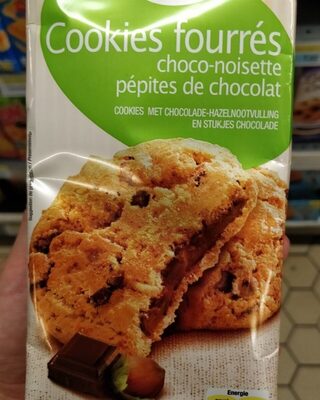 Cookies fourrés
choco-noisette
pépites de chocolat
COOKIES MET CHOCOLADE-HAZELNOOTVULLING
EN STUKJES CHOCOLADE
Energie